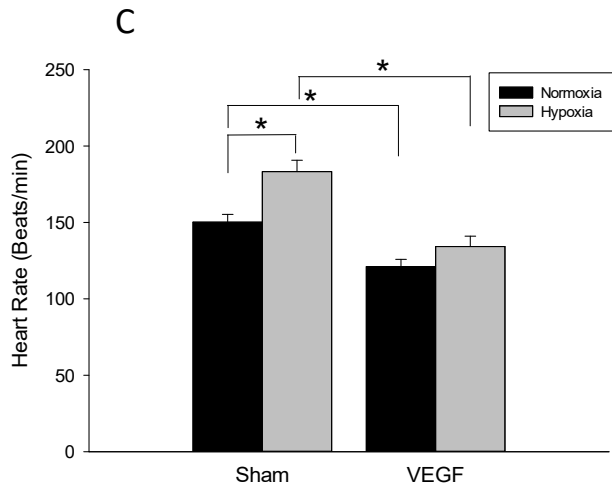 C
250
200
150
100
50
0
Heart Rate (Beats/min)
*
*
*
Normoxia
Hypoxia
Sham
VEGF